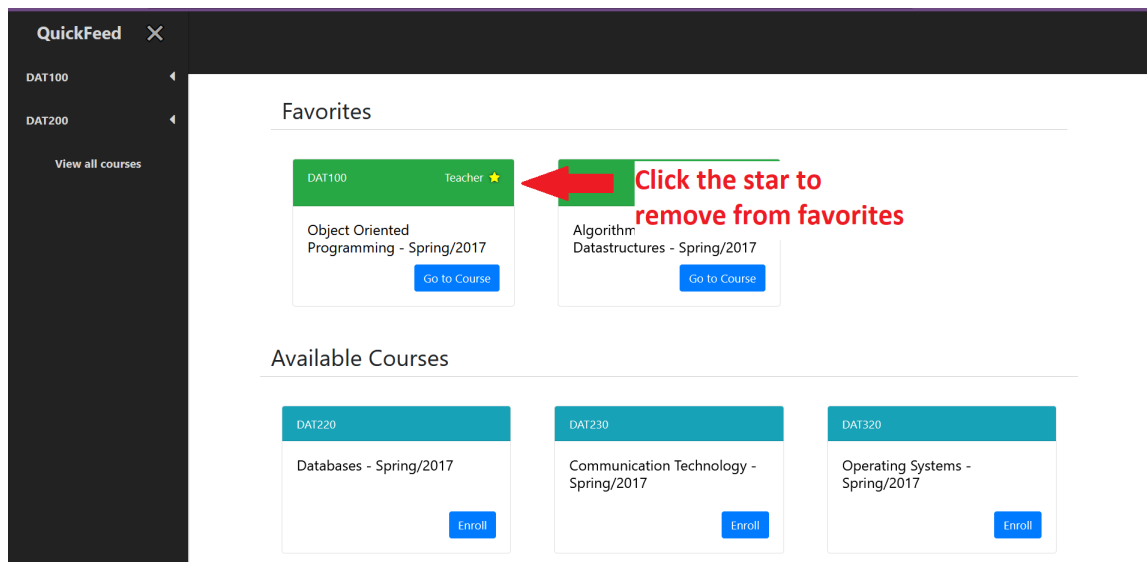 QuickFeed
DAT100
DAT200
View all courses
Favorites
DAT100 Teacher
Object Oriented
Programming - Spring/2017
Go to Course
Click the star to
remove from favorites
Datastructures - Spring/2017
Go to Course
Available Courses
DAT220
Databases - Spring/2017
Enroll
DAT230
Communication Technology -
Spring/2017
Enroll
DAT320
Operating Systems -
Spring/2017
Enroll